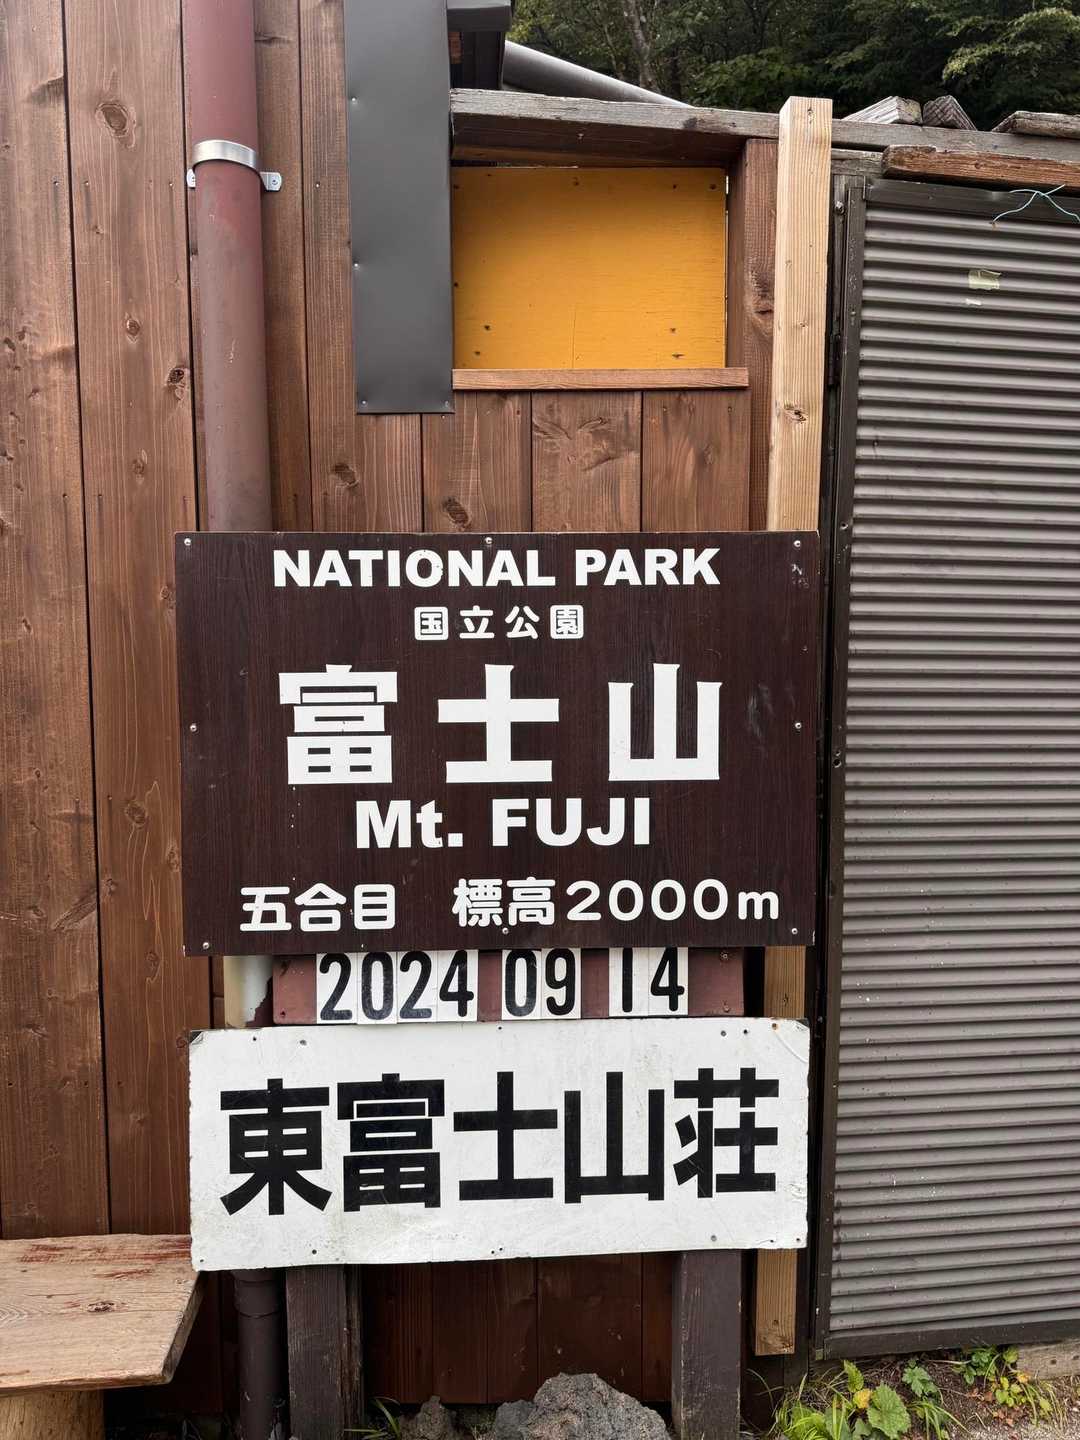 NATIONAL PARK
国立公園
富士山
Mt. FUJI
五合目 標高2000m
2024 09 14
東富士山荘